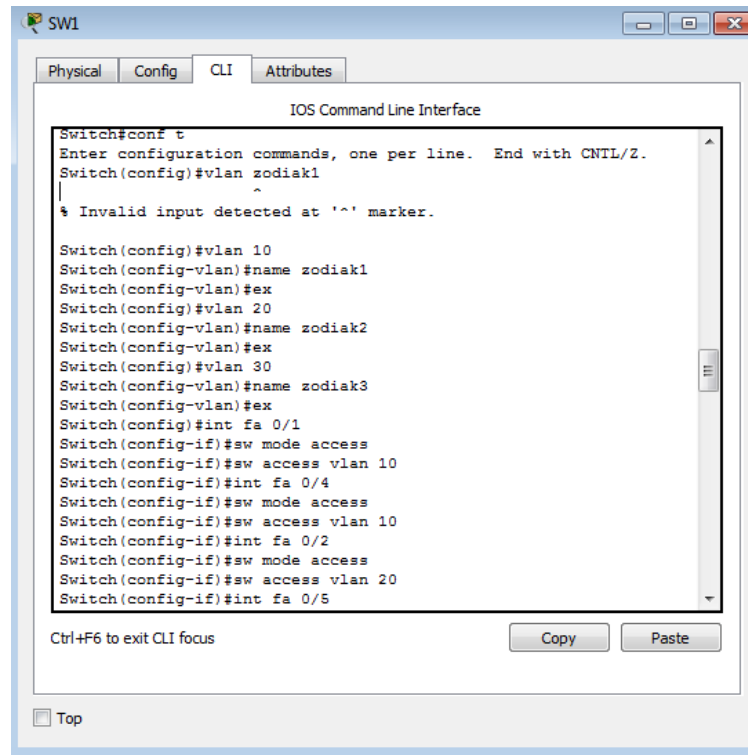 SW1
Physical Config CLI Attributes
IOS Command Line Interface
Switch#conf t
Enter configuration commands, one per line.  End with CNTL/Z.
Switch(config)#vlan zodiak1
^
% Invalid input detected at '^' marker.
Switch(config)#vlan 10
Switch(config-vlan)#name zodiak1
Switch(config-vlan)#ex
Switch(config)#vlan 20
Switch(config-vlan)#name zodiak2
Switch(config-vlan)#ex
Switch(config)#vlan 30
Switch(config-vlan)#name zodiak3
Switch(config-vlan)#ex
Switch(config)#int fa 0/1
Switch(config-if)#sw mode access
Switch(config-if)#sw access vlan 10
Switch(config-if)#int fa 0/4
Switch(config-if)#sw mode access
Switch(config-if)#sw access vlan 10
Switch(config-if)#int fa 0/2
Switch(config-if)#sw mode access
Switch(config-if)#sw access vlan 20
Switch(config-if)#int fa 0/5
Ctrl+F6 to exit CLI focus Copy Paste
Top